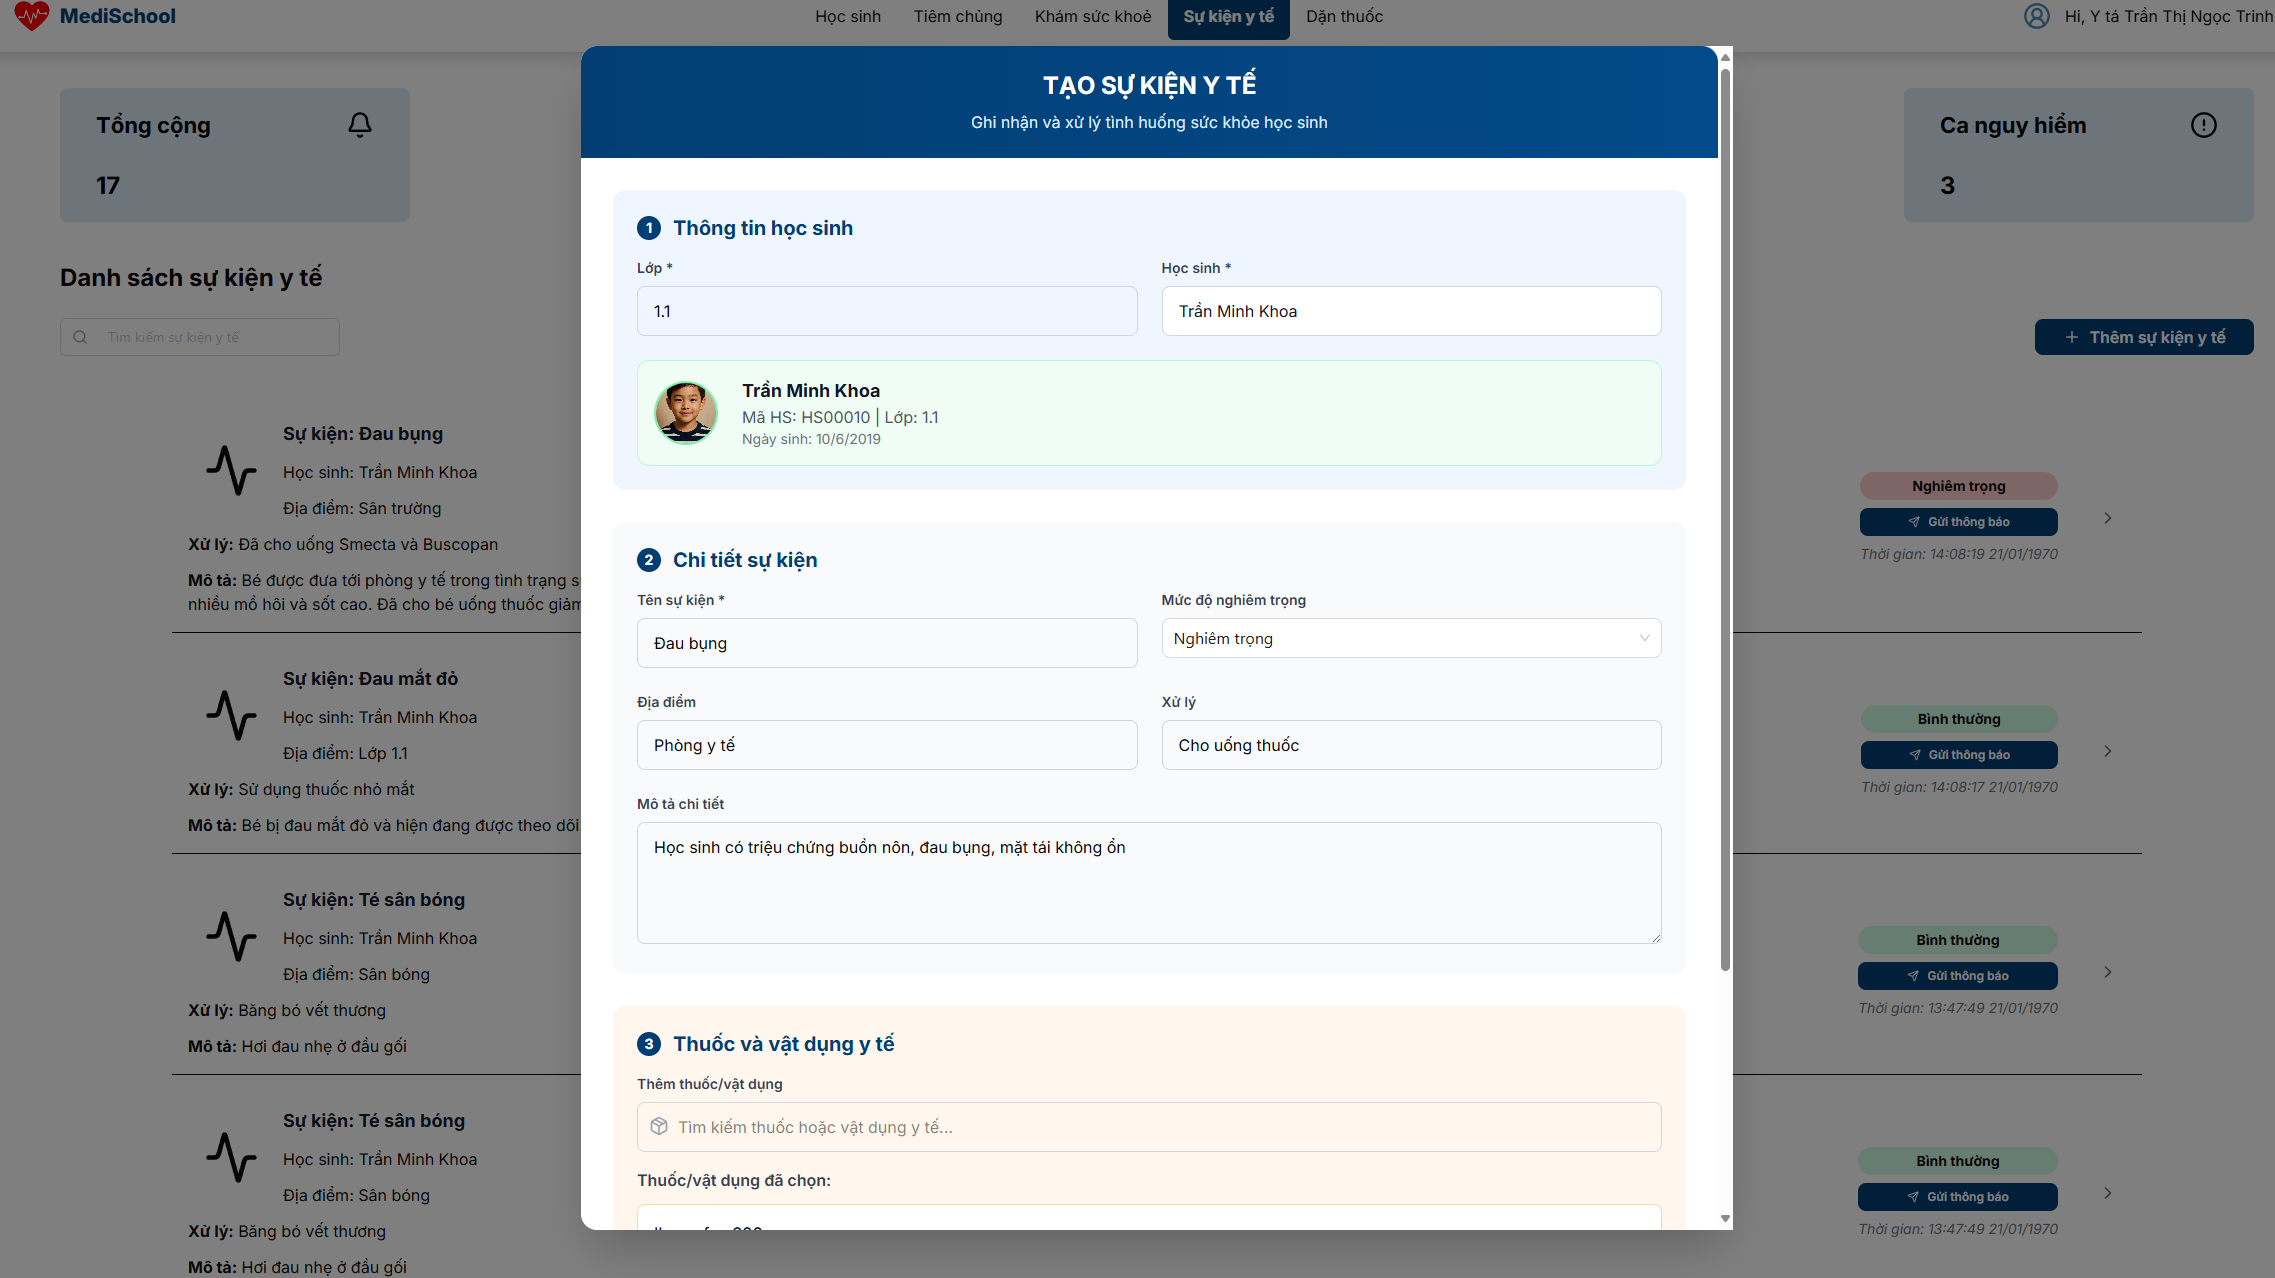 MediSchool
Học sinh
Tiêm chủng
Khám sức khoẻ
Sự kiện y tế
Dặn thuốc
Hi, Y tá Trần Thị Ngọc Trinh
Tổng cộng
17
Ca nguy hiểm
3
Danh sách sự kiện y tế
Tìm kiếm sự kiện y tế
Thêm sự kiện y tế
Sự kiện: Đau bụng
Học sinh: Trần Minh Khoa
Địa điểm: Sân trường
Xử lý: Đã cho uống Smecta và Buscopan
Mô tả: Bé được đưa tới phòng y tế trong tình trạng
nhiều mồ hôi và sốt cao. Đã cho bé uống thuốc giảm
Nghiêm trọng
Gửi thông báo
Thời gian: 14:08:19 21/01/1970
Sự kiện: Đau mắt đỏ
Học sinh: Trần Minh Khoa
Địa điểm: Lớp 1.1
Xử lý: Sử dụng thuốc nhỏ mắt
Mô tả: Bé bị đau mắt đỏ và hiện đang được theo dõi
Bình thường
Gửi thông báo
Thời gian: 14:08:17 21/01/1970
Sự kiện: Té sân bóng
Học sinh: Trần Minh Khoa
Địa điểm: Sân bóng
Xử lý: Băng bó vết thương
Mô tả: Hơi đau nhẹ ở đầu gối
Bình thường
Gửi thông báo
Thời gian: 13:47:49 21/01/1970
Sự kiện: Té sân bóng
Học sinh: Trần Minh Khoa
Địa điểm: Sân bóng
Xử lý: Băng bó vết thương
Mô tả: Hơi đau nhẹ ở đầu gối
Bình thường
Gửi thông báo
Thời gian: 13:47:49 21/01/1970
TẠO SỰ KIỆN Y TẾ
Ghi nhận và xử lý tình huống sức khỏe học sinh
1 Thông tin học sinh
Lớp *
1.1
Học sinh *
Trần Minh Khoa
Trần Minh Khoa
Mã HS: HS00010 | Lớp: 1.1
Ngày sinh: 10/6/2019
2 Chi tiết sự kiện
Tên sự kiện *
Đau bụng
Mức độ nghiêm trọng
Nghiêm trọng
Địa điểm
Phòng y tế
Xử lý
Cho uống thuốc
Mô tả chi tiết
Học sinh có triệu chứng buồn nôn, đau bụng, mặt tái không ổn
3 Thuốc và vật dụng y tế
Thêm thuốc/vật dụng
Tìm kiếm thuốc hoặc vật dụng y tế...
Thuốc/vật dụng đã chọn: